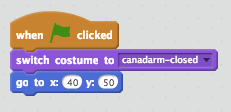 when clicked
switch costume to canadarm-closed
go to x: 40 y: 50